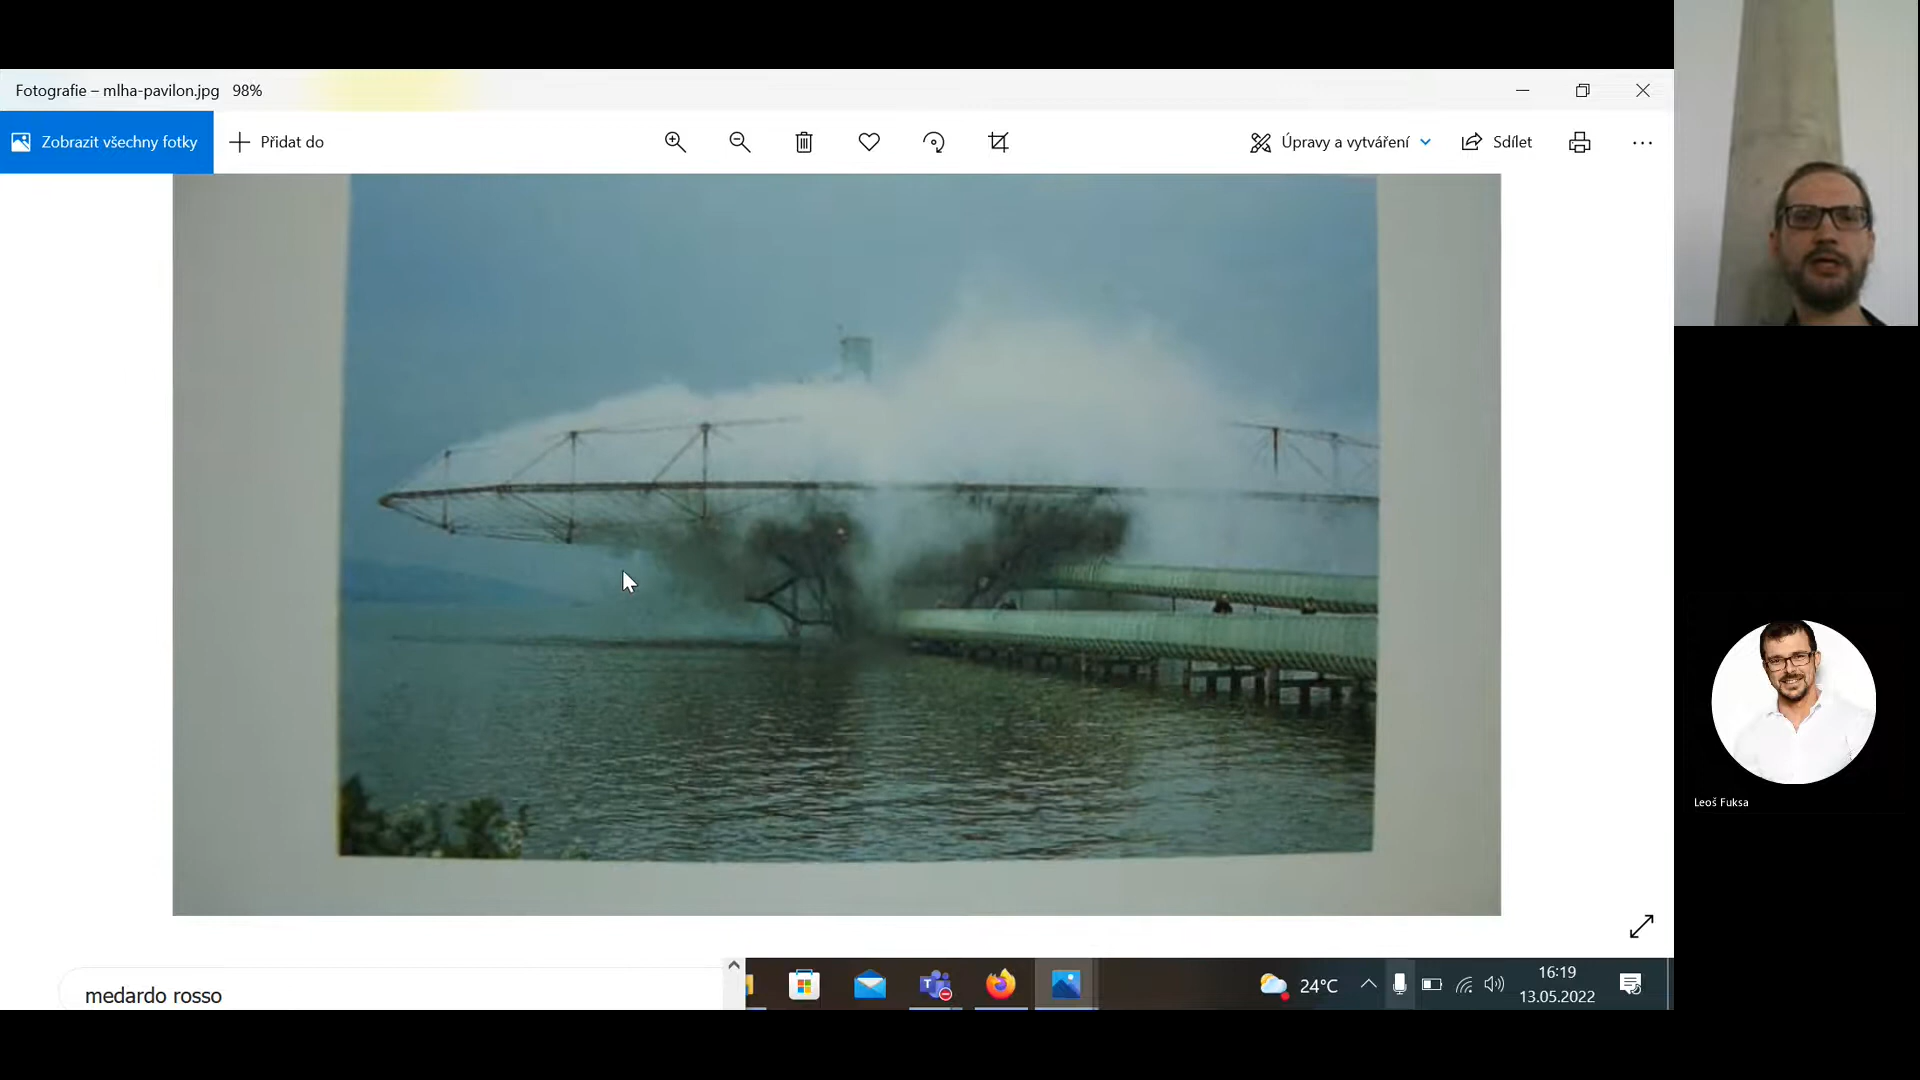 Fotografie – mlha-pavilon.jpg   98%
Zobrazit všechny fotky
Přidat do
Úpravy a vytváření
Sdílet
Leoš Fuksa
medardo rosso
24°C
16:19
13.05.2022